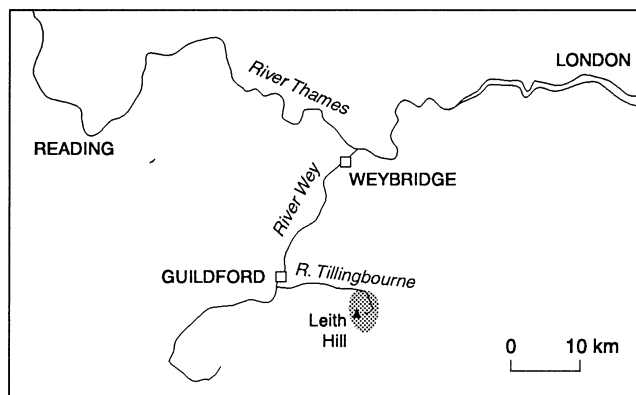 LONDON
River Thames
READING
WEYBRIDGE
River Wey
GUILDFORD
R. Tillingbourne
Leith
Hill
0 10 km